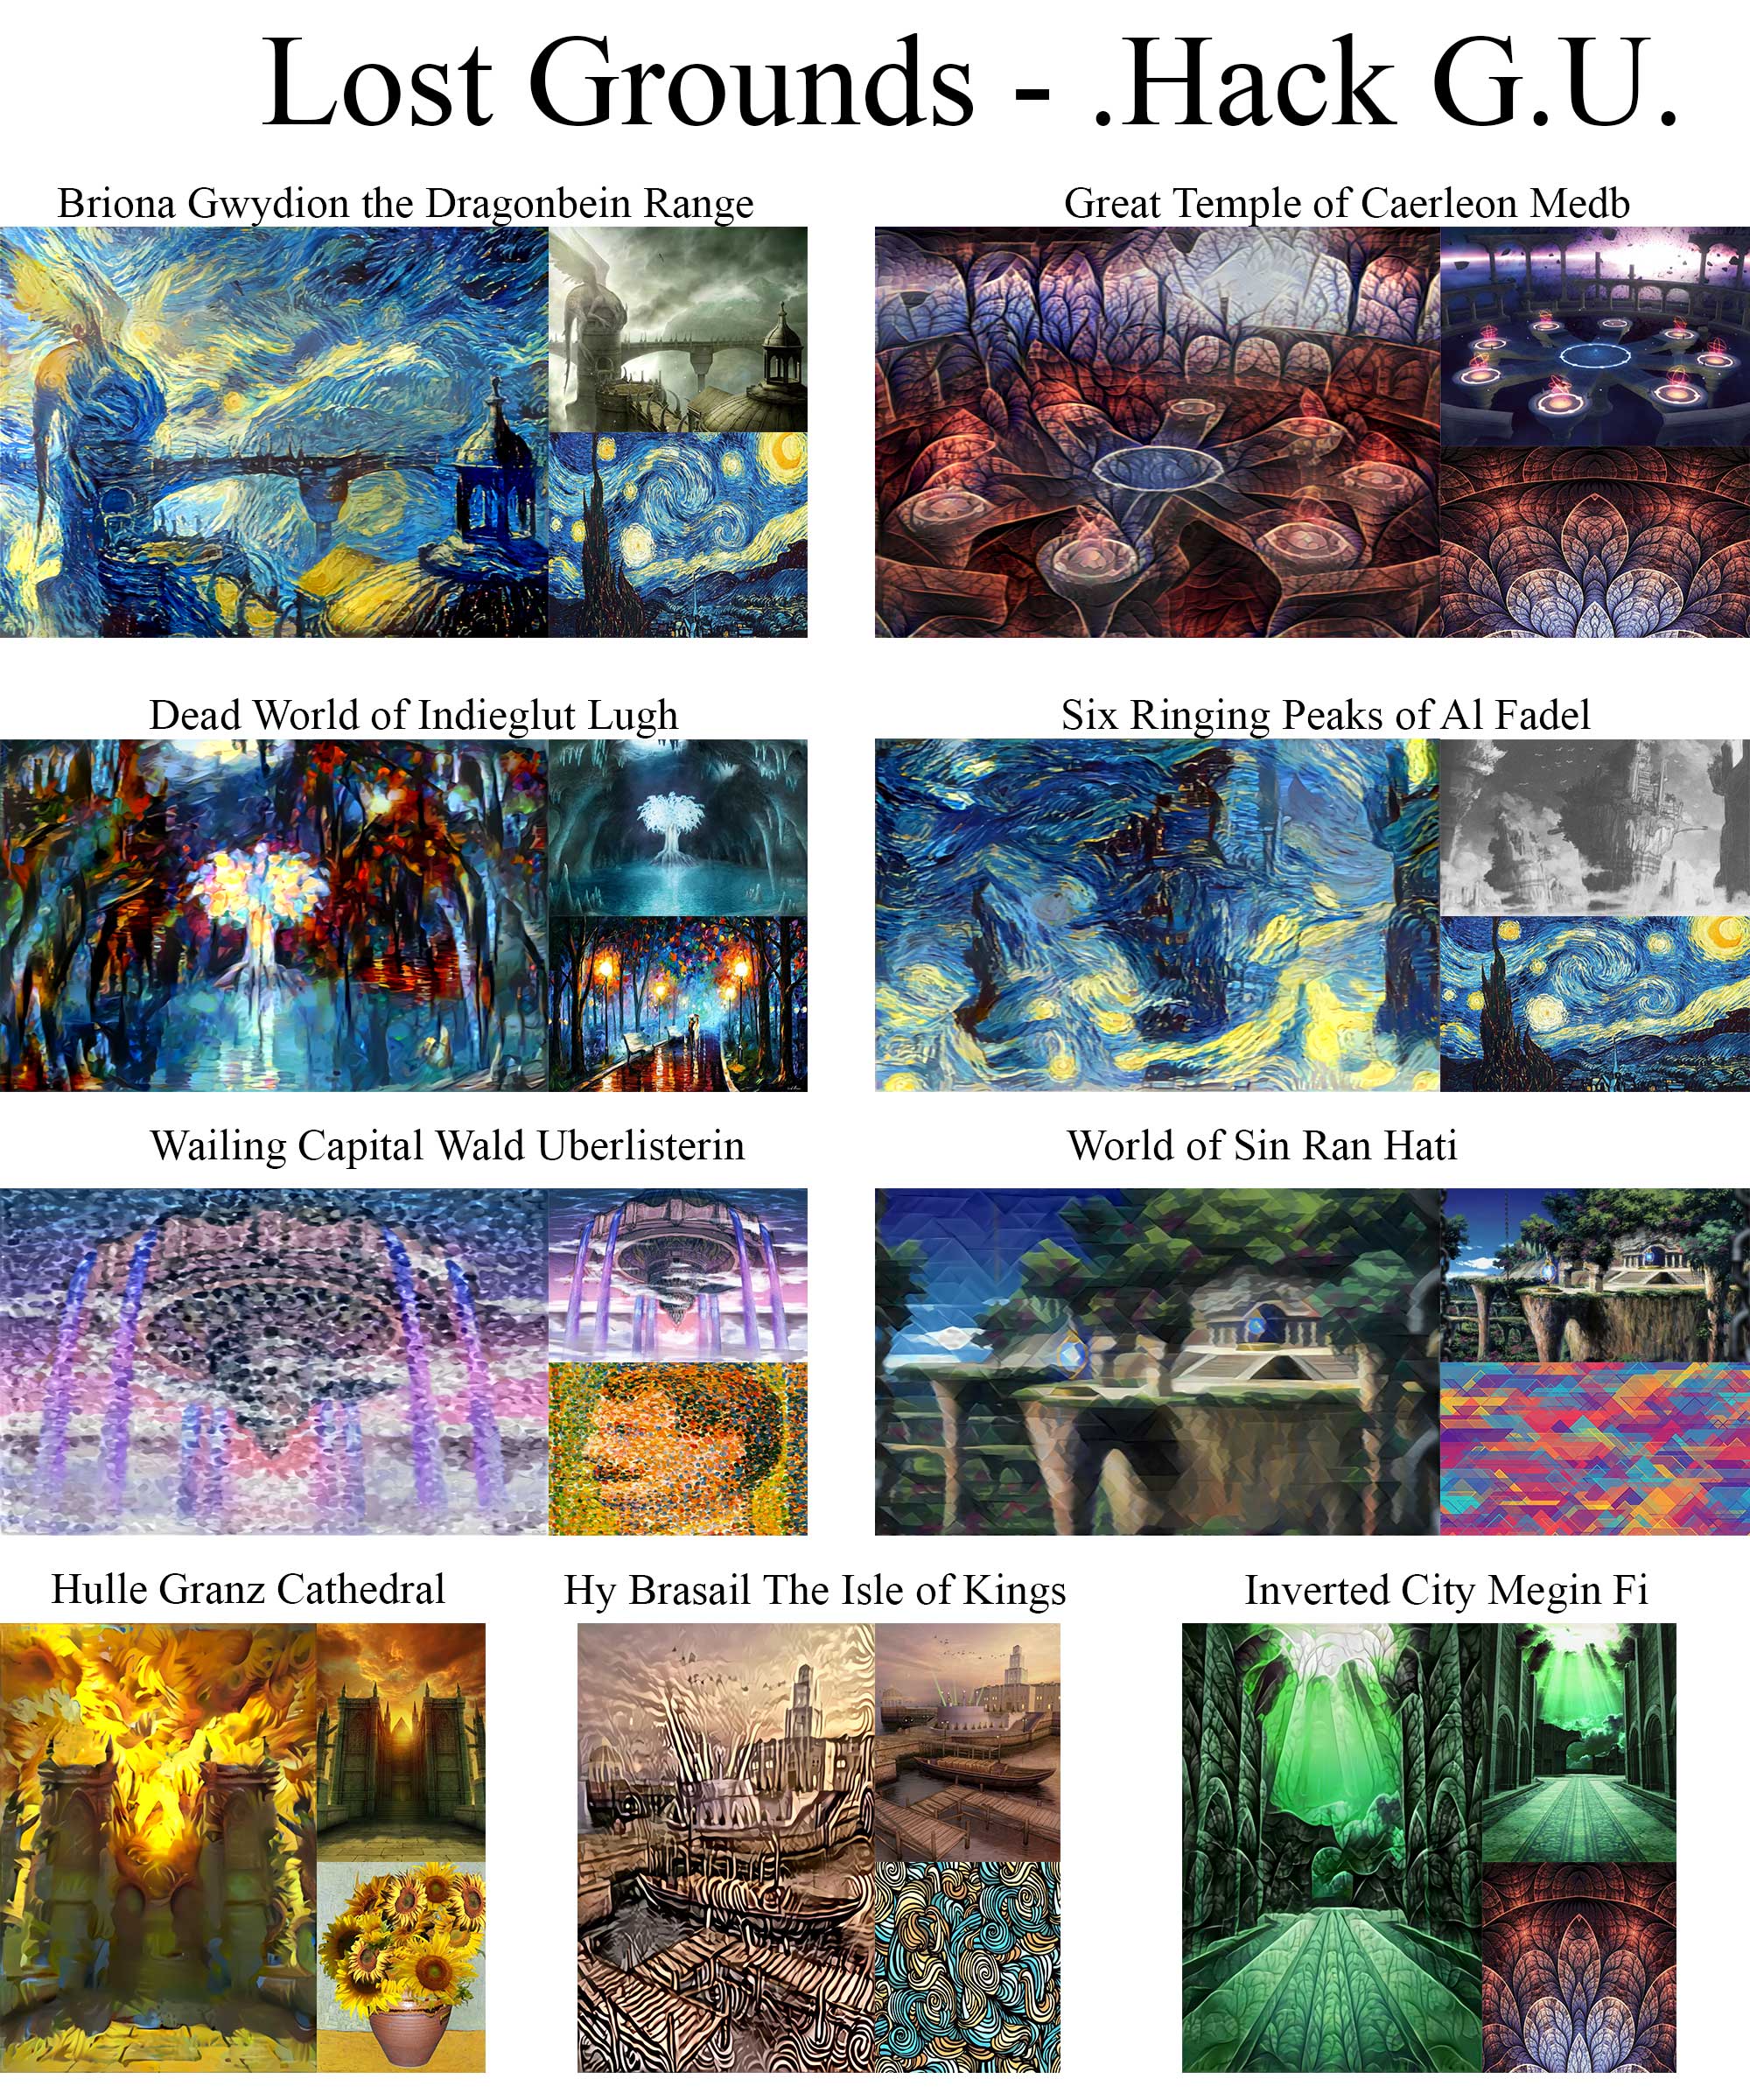 Lost Grounds - .Hack G.U.
Briona Gwydion the Dragonbein Range
Great Temple of Caerleon Medb
Dead World of Indieglut Lugh
Six Ringing Peaks of Al Fadel
Wailing Capital Wald Uberlisterin
World of Sin Ran Hati
Hulle Granz Cathedral
Hy Brasail The Isle of Kings
Inverted City Megin Fi